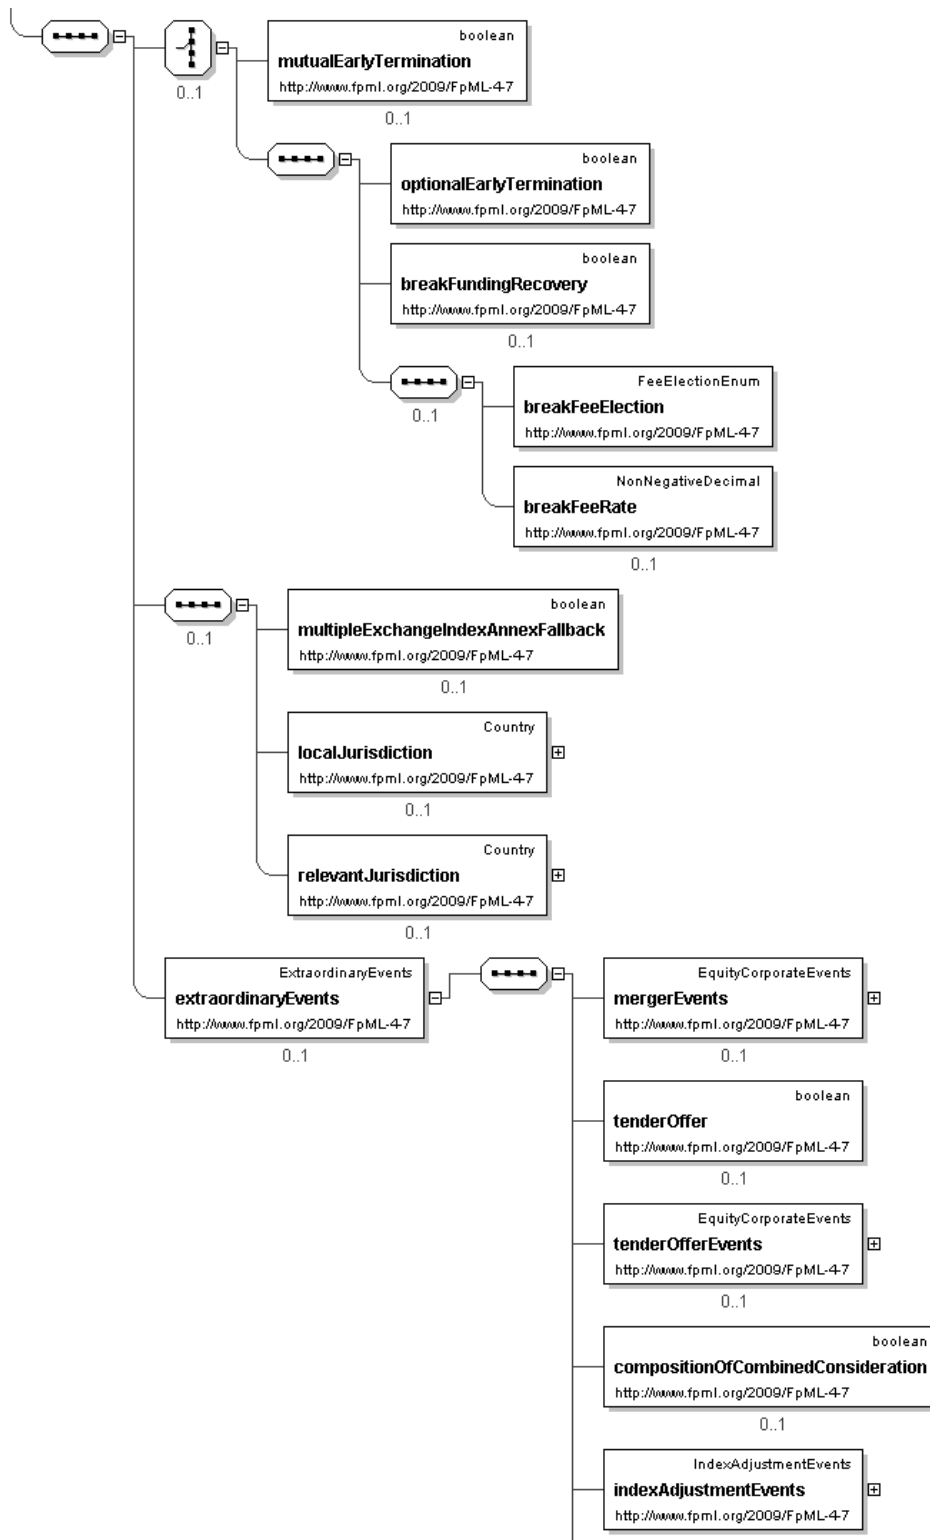 boolean
mutualEarlyTermination
http://www.fpml.org/2009/FpML-4-7
0..1
0..1
boolean
optionalEarlyTermination
http://www.fpml.org/2009/FpML-4-7
boolean
breakFundingRecovery
http://www.fpml.org/2009/FpML-4-7
0..1
0..1
FeeElectionEnum
breakFeeElection
http://www.fpml.org/2009/FpML-4-7
NonNegativeDecimal
breakFeeRate
http://www.fpml.org/2009/FpML-4-7
0..1
0..1
boolean
multipleExchangeIndexAnnexFallback
http://www.fpml.org/2009/FpML-4-7
0..1
Country
localJurisdiction
http://www.fpml.org/2009/FpML-4-7
0..1
Country
relevantJurisdiction
http://www.fpml.org/2009/FpML-4-7
0..1
ExtraordinaryEvents
extraordinaryEvents
http://www.fpml.org/2009/FpML-4-7
0..1
EquityCorporateEvents
mergerEvents
http://www.fpml.org/2009/FpML-4-7
0..1
boolean
tenderOffer
http://www.fpml.org/2009/FpML-4-7
0..1
EquityCorporateEvents
tenderOfferEvents
http://www.fpml.org/2009/FpML-4-7
0..1
boolean
compositionOfCombinedConsideration
http://www.fpml.org/2009/FpML-4-7
0..1
IndexAdjustmentEvents
indexAdjustmentEvents
http://www.fpml.org/2009/FpML-4-7